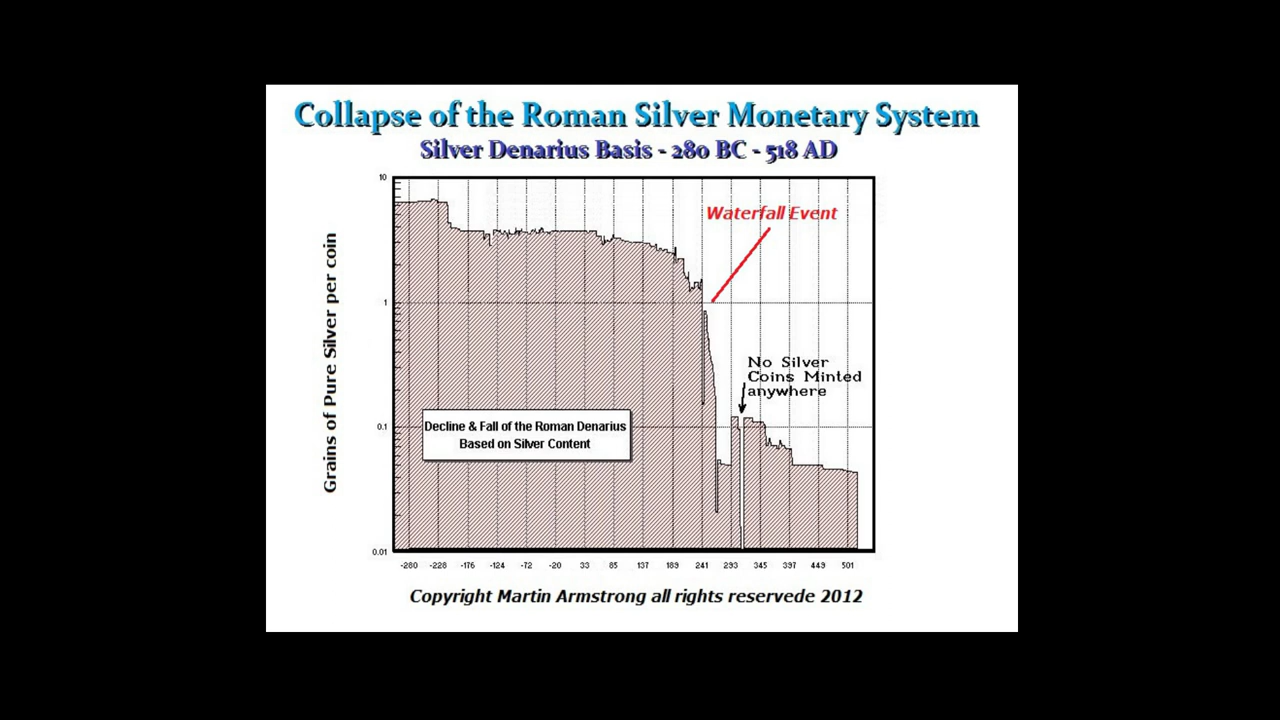 Collapse of the Roman Silver Monetary System
Silver Denarius Basis - 280 BC - 518 AD
10
Waterfall Event
Grains of Pure Silver per coin
1
No Silver
Coins Minted
anywhere
Decline & Fall of the Roman Denarius
Based on Silver Content
0.1
0.01
-280 -228 -176 -124 -72 -20 33 85 137 189 241 293 345 397 449 501
Copyright Martin Armstrong all rights reservede 2012